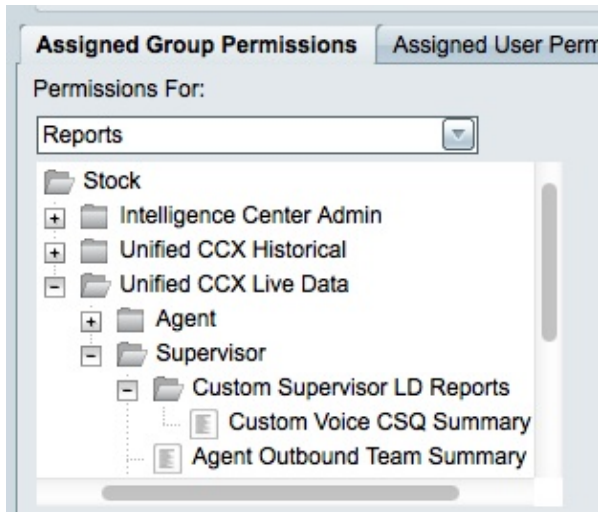 Assigned Group Permissions Assigned User Perm
Permissions For:
Reports
Stock
Intelligence Center Admin
Unified CCX Historical
Unified CCX Live Data
Agent
Supervisor
Custom Supervisor LD Reports
Custom Voice CSQ Summary
Agent Outbound Team Summary